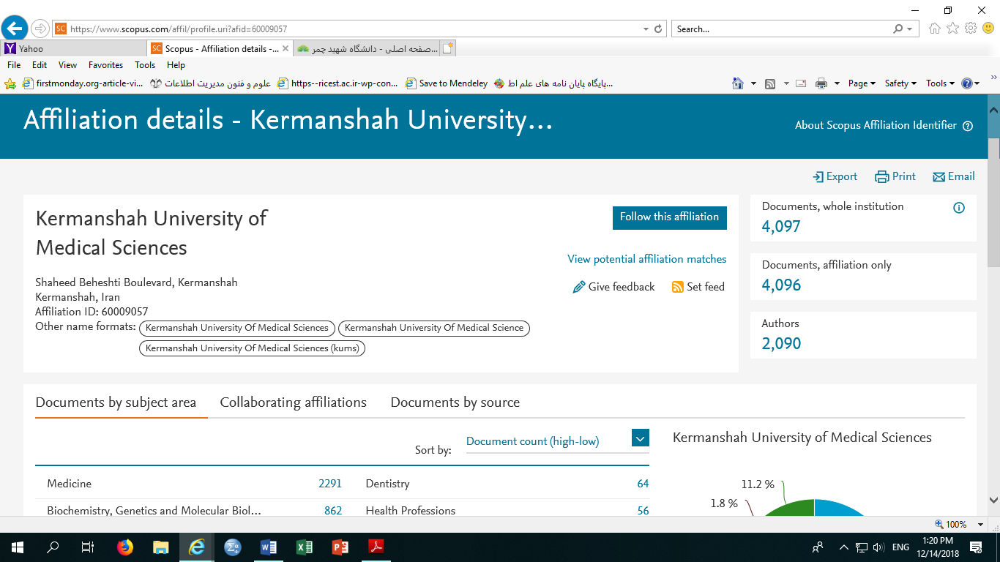 https://www.scopus.com/affil/profile.uri?afid=60009057
Search...
Yahoo
Scopus - Affiliation details -...
صفحه اصلی - دانشگاه شهید چمر...
File Edit View Favorites Tools Help
firstmonday.org-article-vi...
علوم و فنون مدیریت اطلاعات
https--ricest.ac.ir-wp-con...
Save to Mendeley
پایگاه پایان نامه های علم اط...
Page Safety Tools
Affiliation details - Kermanshah University...
About Scopus Affiliation Identifier
Export Print Email
Kermanshah University of
Medical Sciences
Follow this affiliation
View potential affiliation matches
Give feedback Set feed
Shaheed Beheshti Boulevard, Kermanshah
Kermanshah, Iran
Affiliation ID: 60009057
Other name formats: Kermanshah University Of Medical Sciences Kermanshah University Of Medical Science
Kermanshah University Of Medical Sciences (kums)
Documents, whole institution
4,097
Documents, affiliation only
4,096
Authors
2,090
Documents by subject area Collaborating affiliations Documents by source
Sort by: Document count (high-low)
Medicine 2291 Dentistry 64
Biochemistry, Genetics and Molecular Biol... 862 Health Professions 56
Kermanshah University of Medical Sciences
11.2 %
1.8 %
100%
ENG
1:20 PM
12/14/2018